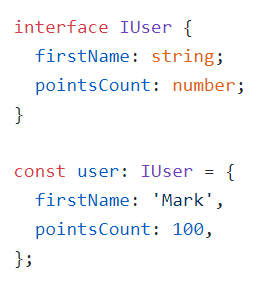 interface IUser {
  firstName: string;
  pointsCount: number;
}

const user: IUser = {
  firstName: 'Mark',
  pointsCount: 100,
};